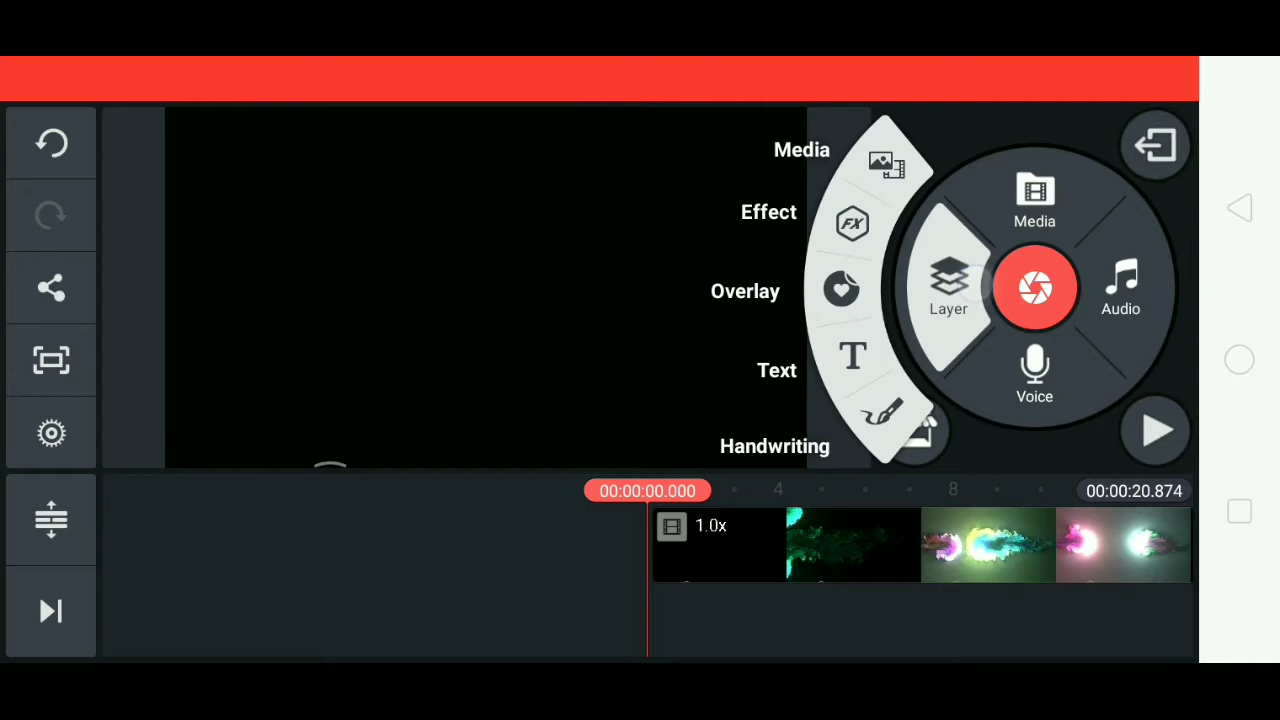 Media
Effect
Overlay
Text
Handwriting
Media
Layer
Audio
Voice
00:00:00.000
4
8
00:00:20.874
1.0x
FX
T